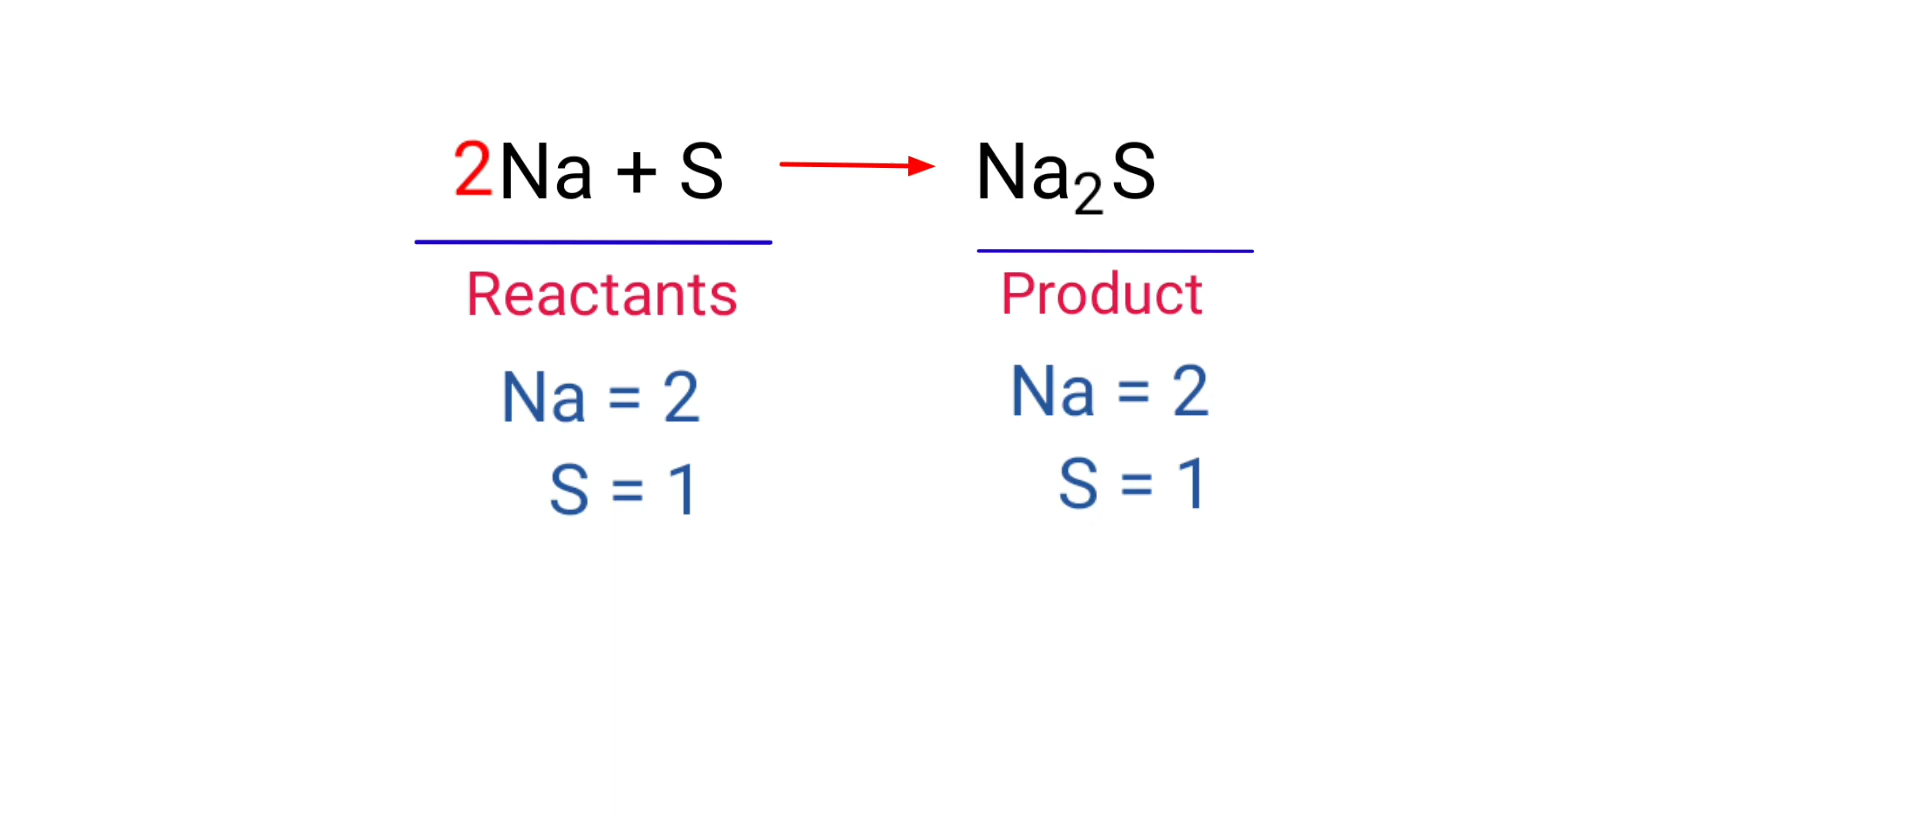 2Na + S → Na₂S
Reactants
Product
Na = 2
S = 1
Na = 2
S = 1